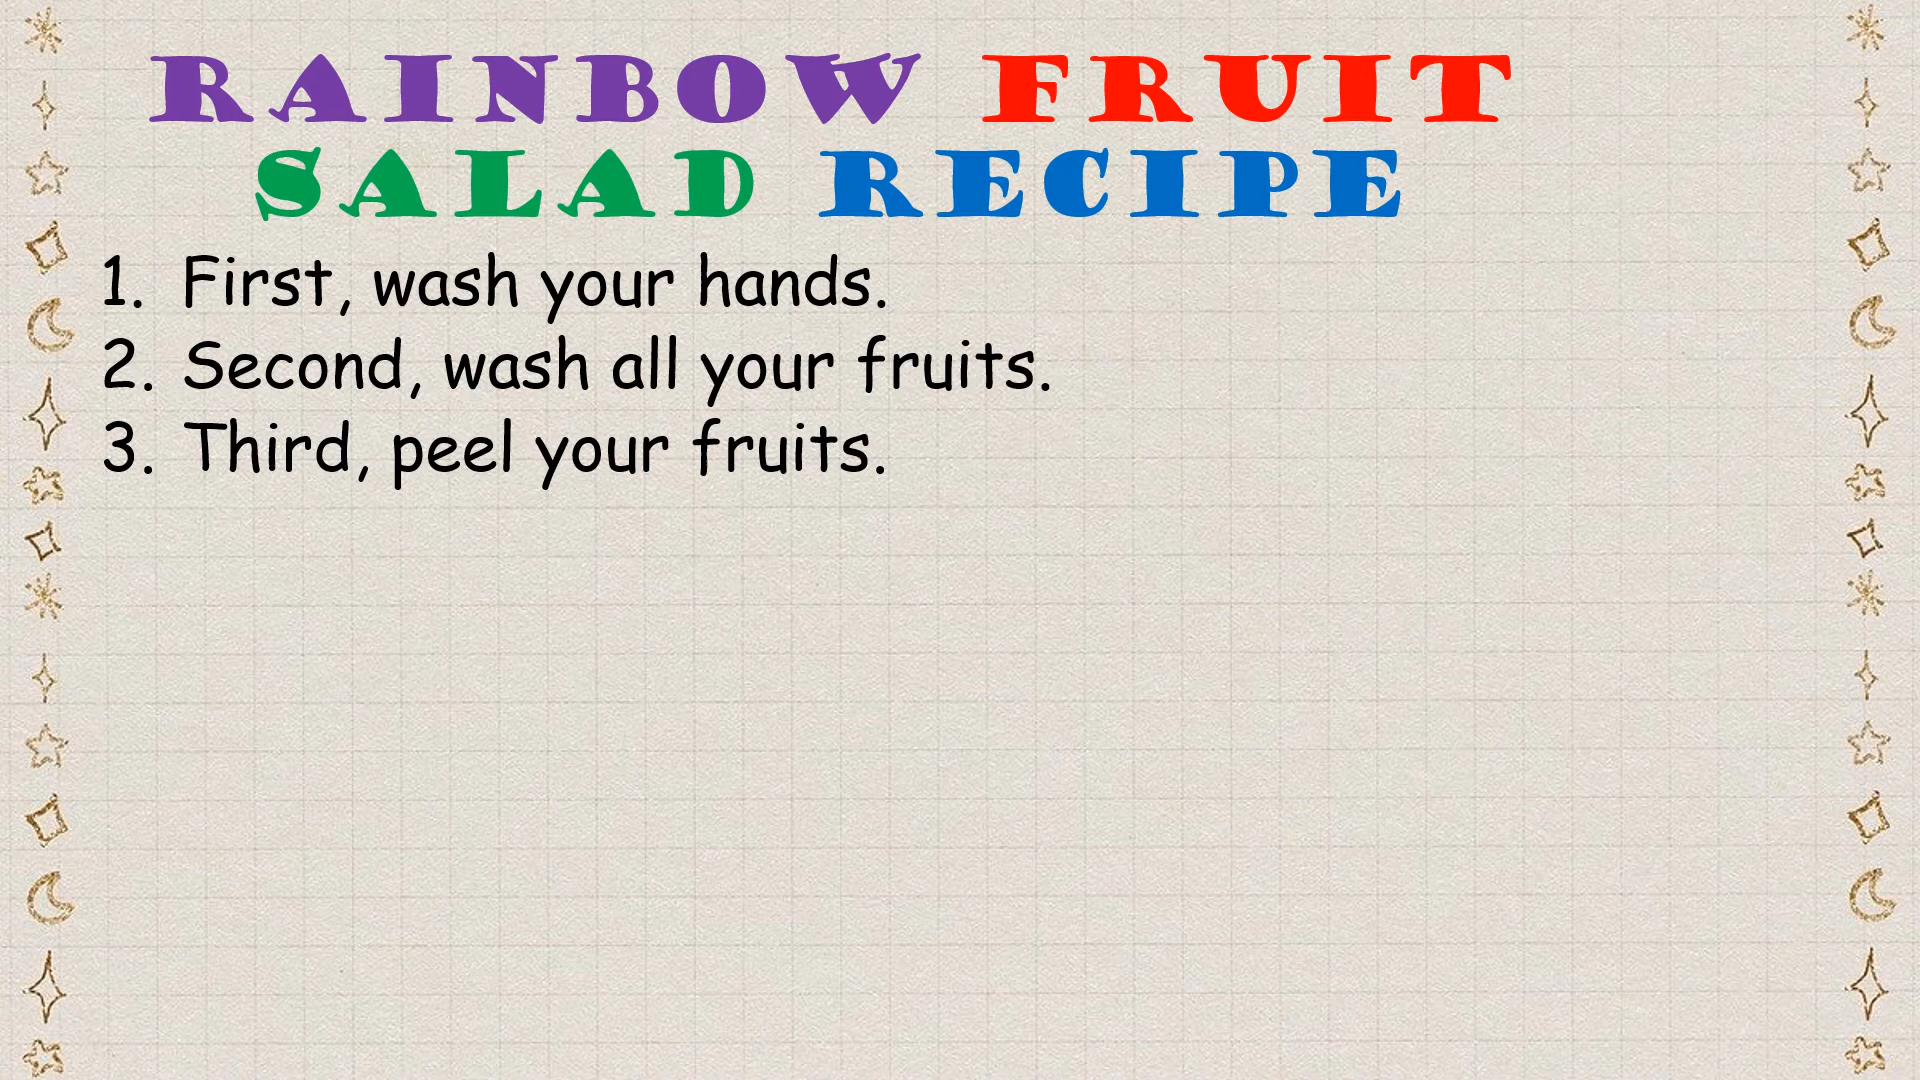 RAINBOW FRUIT
SALAD RECIPE
1. First, wash your hands.
2. Second, wash all your fruits.
3. Third, peel your fruits.